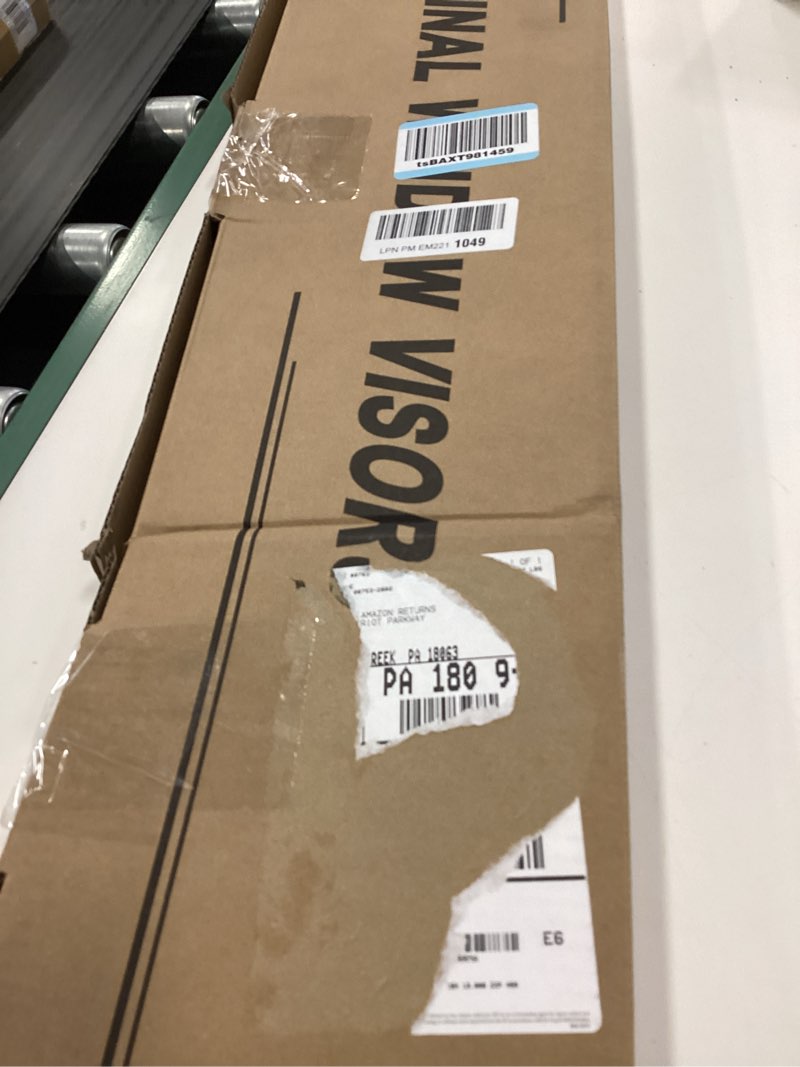 INAL W ND W VISOR
tsBAXT981459
LPN PM EM221 1049
1 OF 1
AMAZON RETURNS
RIOT PARKWAY
REEK PA 18063
PA 180 9
E6